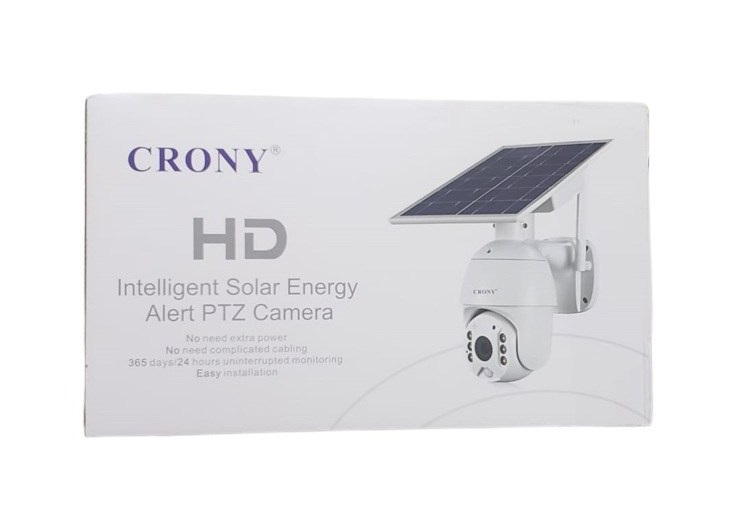 CRONY®
HD
Intelligent Solar Energy
Alert PTZ Camera
No need extra power
No need complicated cabling
365 days/24 hours uninterrupted monitoring
Easy installation
CRONY